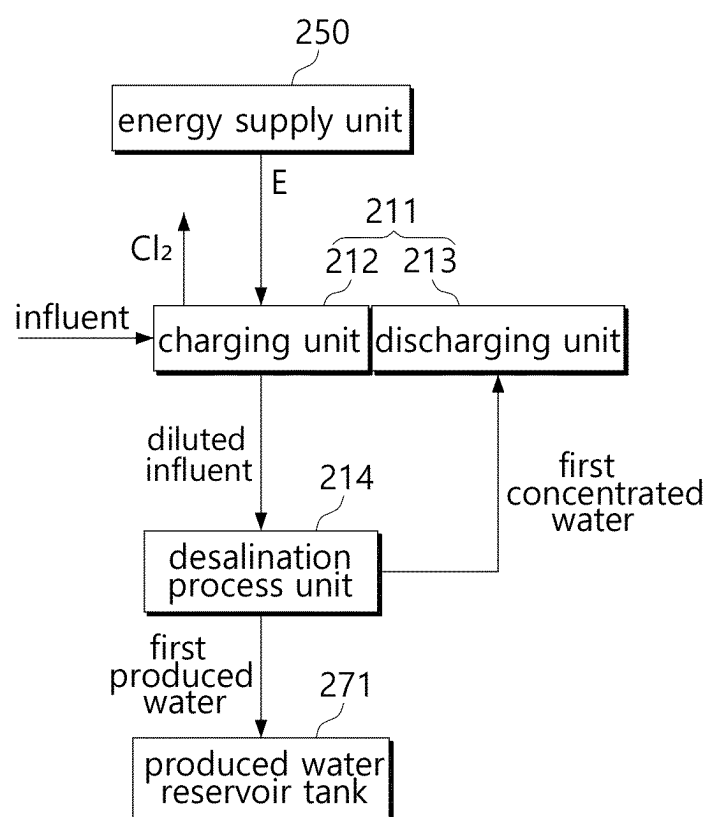 250
energy supply unit
E
211
Cl₂
212 213
influent
charging unit
discharging unit
diluted
influent
214
first
concentrated
water
desalination
process unit
first
produced
water
271
produced water
reservoir tank